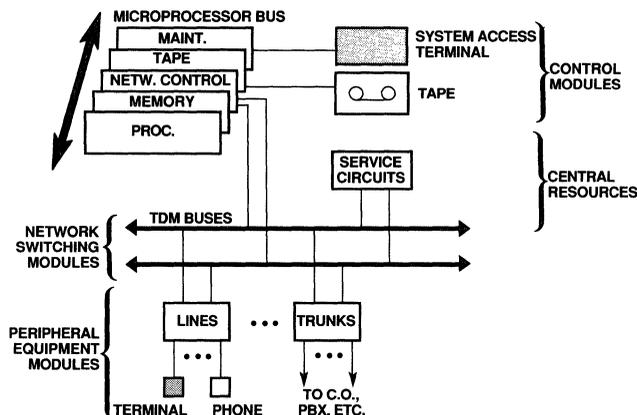 MICROPROCESSOR BUS
MAINT.
TAPE
NETW. CONTROL
MEMORY
PROC.
SYSTEM ACCESS
TERMINAL
TAPE
CONTROL
MODULES
SERVICE
CIRCUITS
CENTRAL
RESOURCES
TDM BUSES
NETWORK
SWITCHING
MODULES
LINES
TRUNKS
PERIPHERAL
EQUIPMENT
MODULES
TERMINAL
PHONE
TO C.O.,
PBX, ETC.